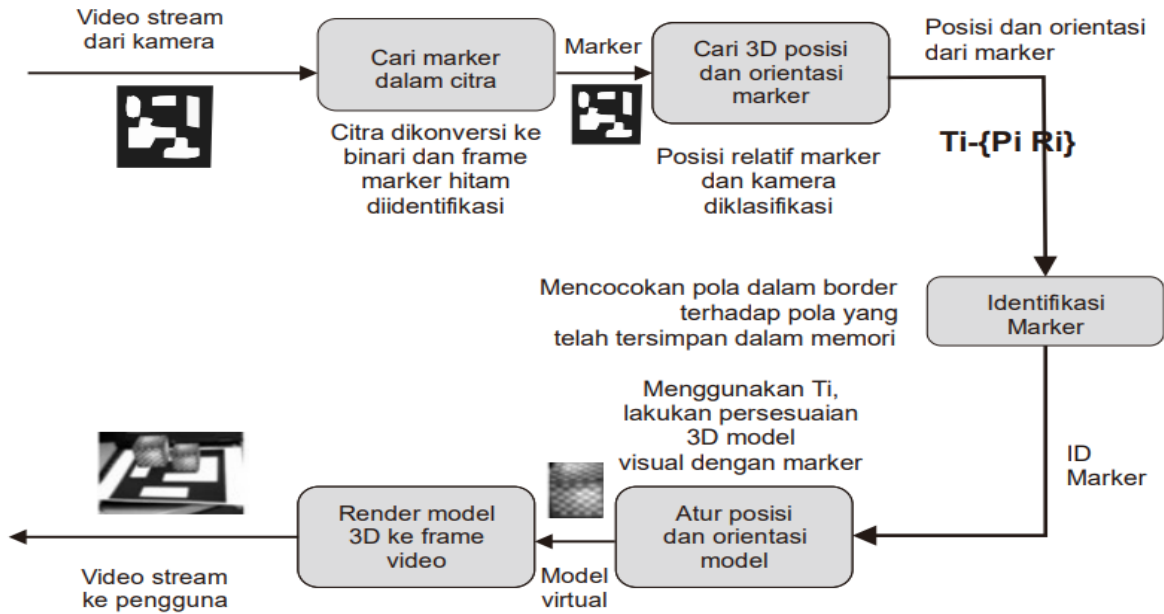 Video stream
dari kamera
Cari marker
dalam citra
Citra dikonversi ke
binari dan frame
marker hitam
diidentifikasi
Marker
Cari 3D posisi
dan orientasi
marker
Posisi relatif marker
dan kamera
diklasifikasi
Posisi dan orientasi
dari marker
Ti-{Pi Ri}
Identifikasi
Marker
Mencocokan pola dalam border
terhadap pola yang
telah tersimpan dalam memori
ID
Marker
Menggunakan Ti,
lakukan persesuaian
3D model
visual dengan marker
Atur posisi
dan orientasi
model
Model
virtual
Render model
3D ke frame
video
Video stream
ke pengguna